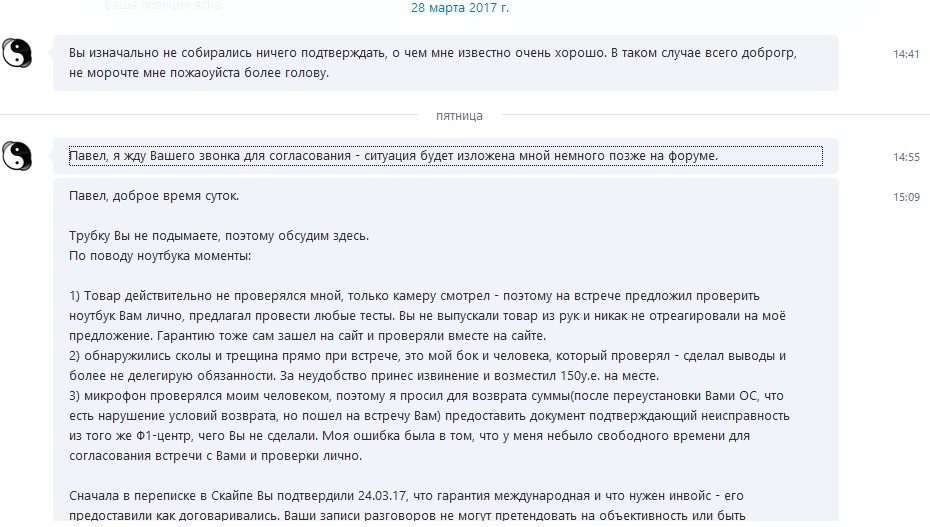 Ваша позиция ясна.
28 марта 2017 г.
Вы изначально не собирались ничего подтверждать, о чем мне известно очень хорошо. В таком случае всего доброгр,
не морочте мне пожаоуйста более голову.
14:41
пятница
Павел, я жду Вашего звонка для согласования - ситуация будет изложена мной немного позже на форуме.
14:55
Павел, доброе время суток.
15:09
Трубку Вы не подымаете, поэтому обсудим здесь.
По поводу ноутбука моменты:
1) Товар действительно не проверялся мной, только камеру смотрел - поэтому на встрече предложил проверить
ноутбук Вам лично, предлагал провести любые тесты. Вы не выпускали товар из рук и никак не отреагировали на моё
предложение. Гарантию тоже сам зашел на сайт и проверяли вместе на сайте.
2) обнаружились сколы и трещина прямо при встрече, это мой бок и человека, который проверял - сделал выводы и
более не делегирую обязанности. За неудобство принес извинение и возместил 150у.е. на месте.
3) микрофон проверялся моим человеком, поэтому я просил для возврата суммы(после переустановки Вами ОС, что
есть нарушение условий возврата, но пошел на встречу Вам) предоставить документ подтверждающий неисправность
из того же Ф1-центр, чего Вы не сделали. Моя ошибка была в том, что у меня небыло свободного времени для
согласования встречи с Вами и проверки лично.
Сначала в переписке в Скайпе Вы подтвердили 24.03.17, что гарантия международная и что нужен инвойс - его
предоставили как договаривались. Ваши записи разговоров не могут претендовать на объективность или быть